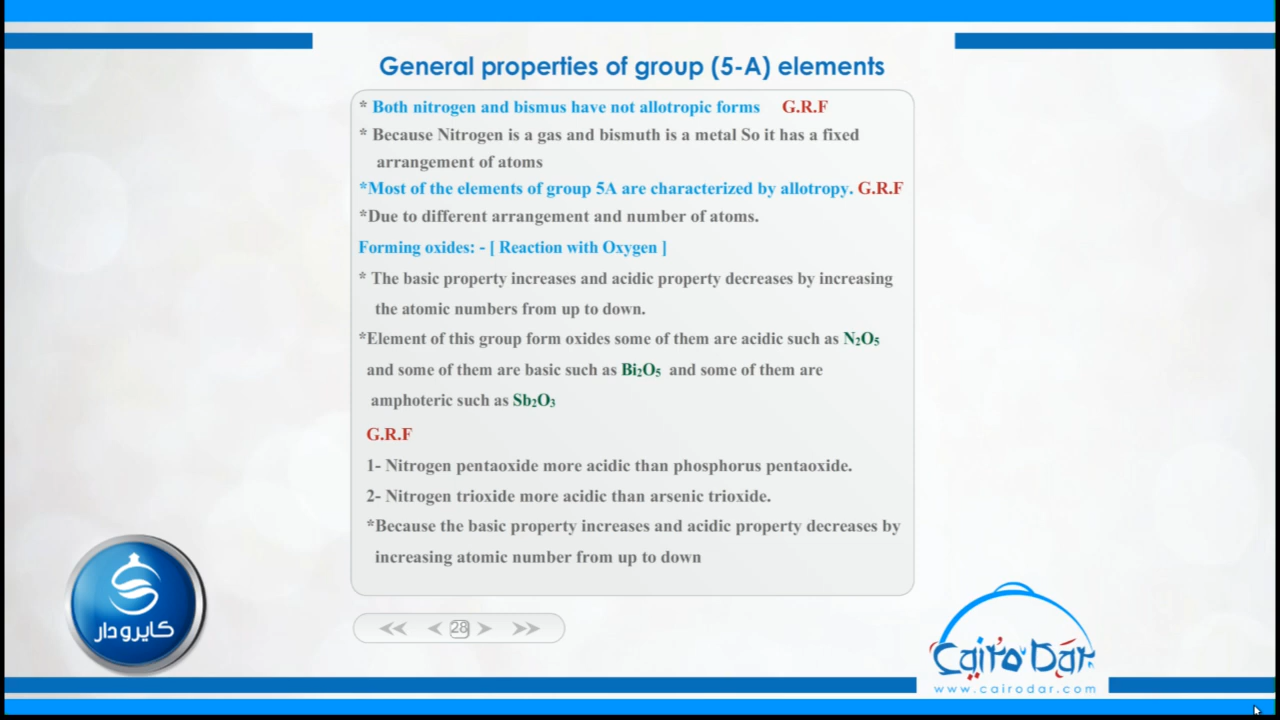 General properties of group (5-A) elements
* Both nitrogen and bismus have not allotropic forms G.R.F
* Because Nitrogen is a gas and bismuth is a metal So it has a fixed
arrangement of atoms
*Most of the elements of group 5A are characterized by allotropy. G.R.F
*Due to different arrangement and number of atoms.
Forming oxides: - [ Reaction with Oxygen ]
* The basic property increases and acidic property decreases by increasing
the atomic numbers from up to down.
*Element of this group form oxides some of them are acidic such as N₂O₅
and some of them are basic such as Bi₂O₅ and some of them are
amphoteric such as Sb₂O₃
G.R.F
1- Nitrogen pentaoxide more acidic than phosphorus pentaoxide.
2- Nitrogen trioxide more acidic than arsenic trioxide.
*Because the basic property increases and acidic property decreases by
increasing atomic number from up to down
28
كايرو دار
Cairo Dar
www.cairodar.com